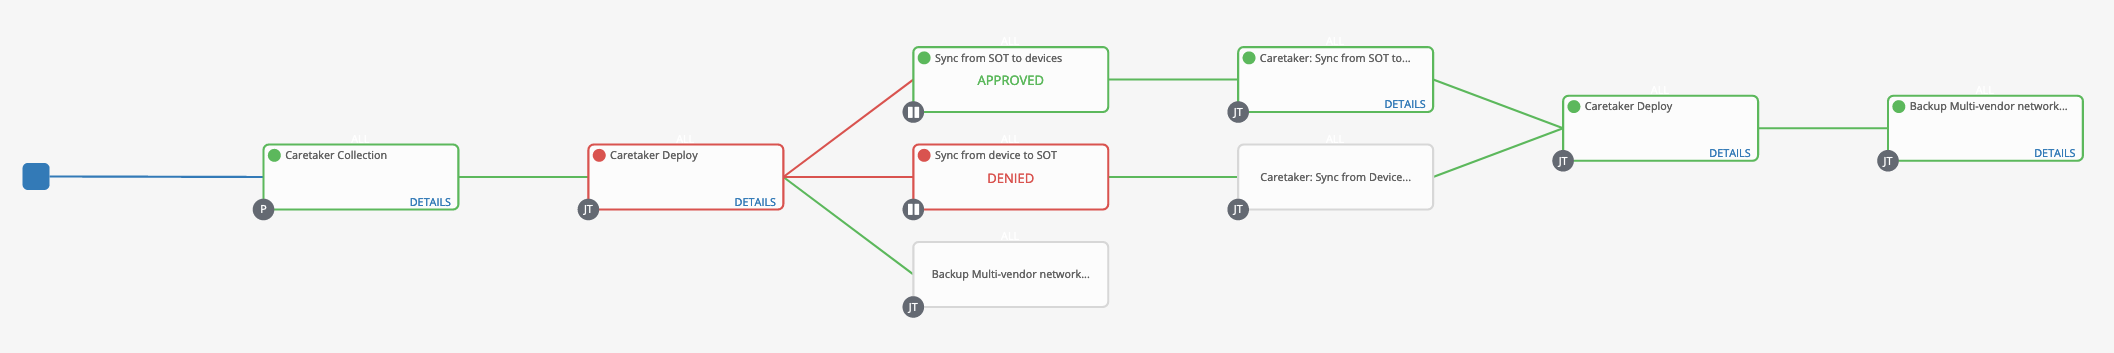 ALL
Caretaker Collection
P
DETAILS
ALL
Caretaker Deploy
JT
DETAILS
ALL
Sync from SOT to devices
APPROVED
ALL
Sync from device to SOT
DENIED
ALL
Backup Multi-vendor network...
JT
ALL
Caretaker: Sync from SOT to...
JT
DETAILS
ALL
Caretaker: Sync from Device...
JT
ALL
Caretaker Deploy
JT
DETAILS
ALL
Backup Multi-vendor network...
JT
DETAILS